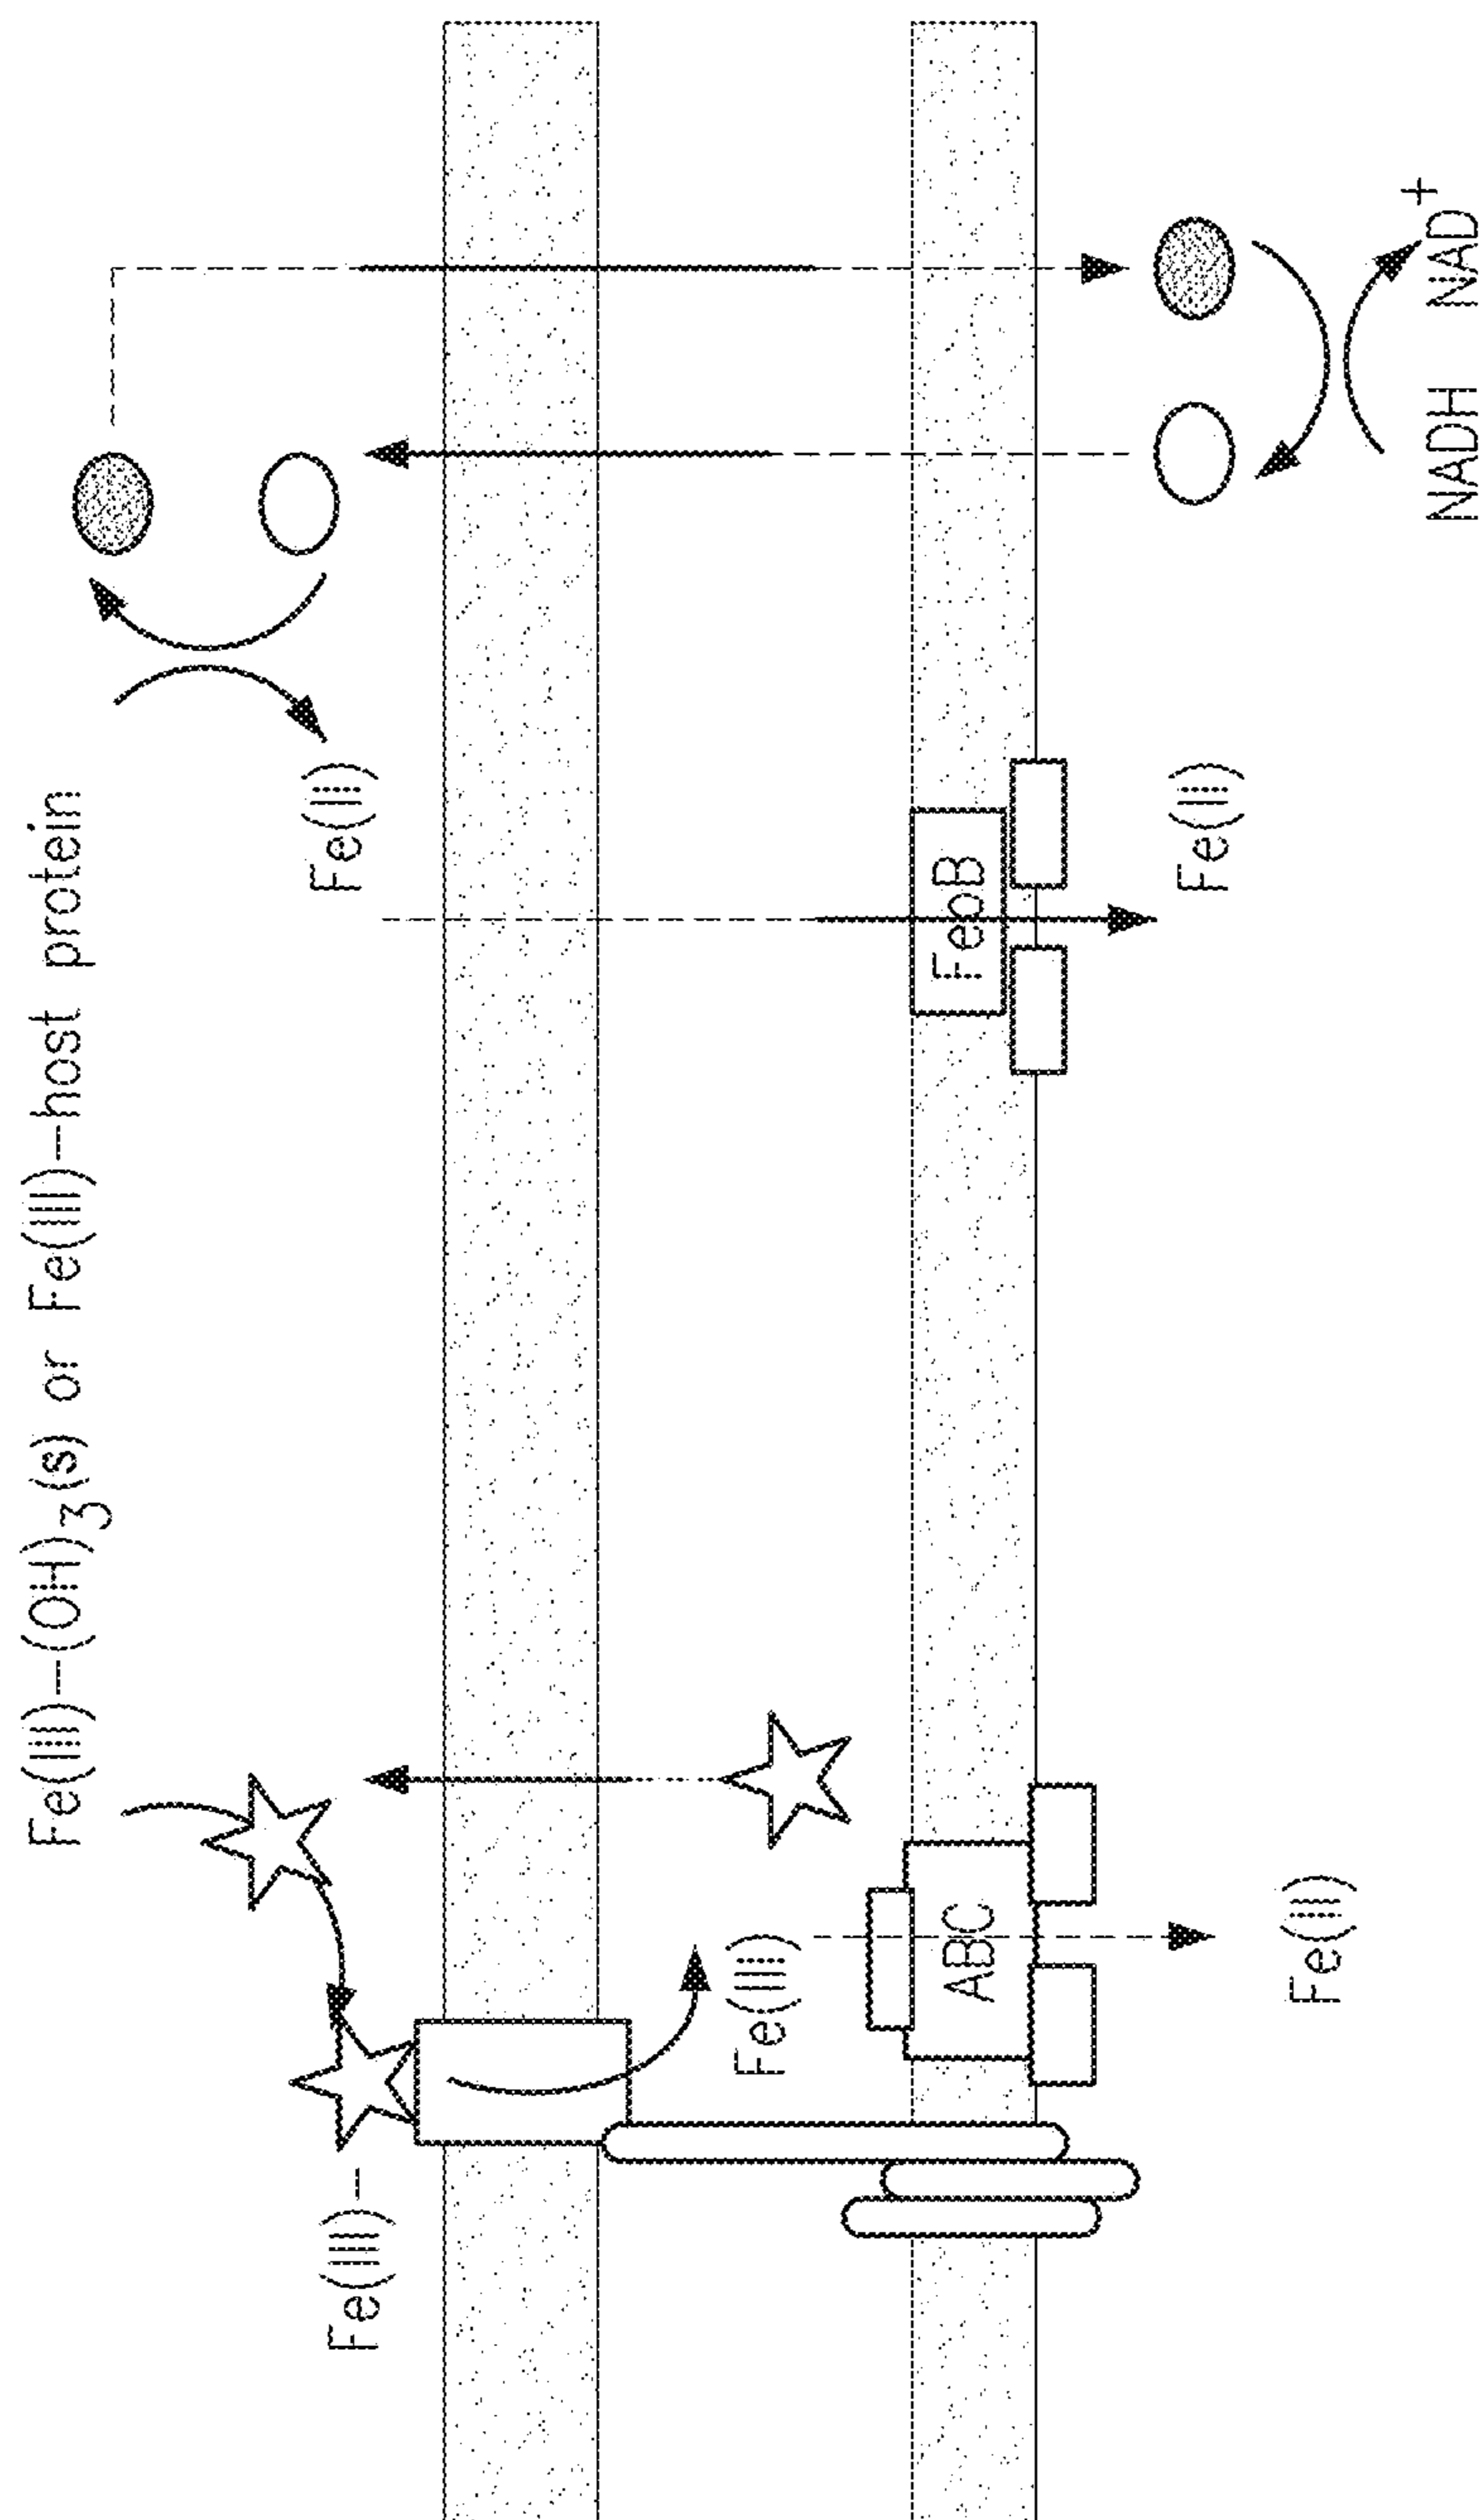 Fe(III)-(OH)3(s) or Fe(III)-host protein
Fe(III)-
Fe(II)
Fe(III)
ABC
FeoB
Fe(II)
Fe(II)
NADH NAD+